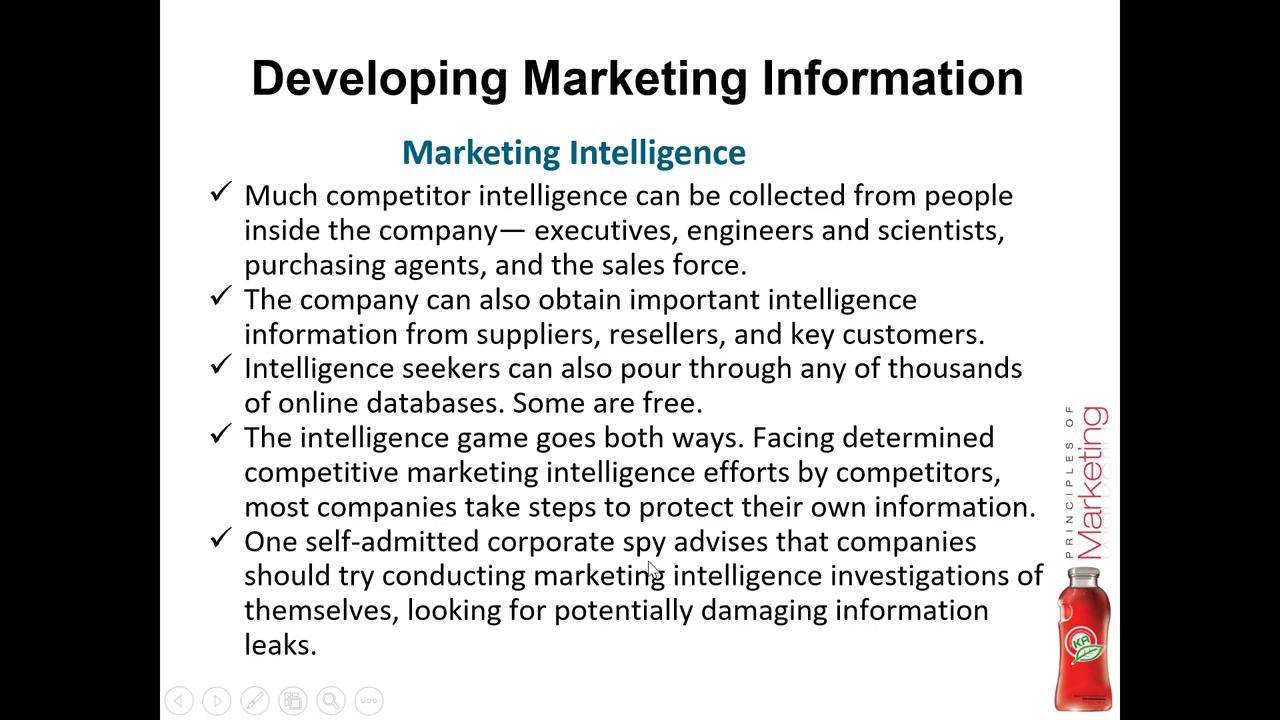 Developing Marketing Information
Marketing Intelligence
✓ Much competitor intelligence can be collected from people
inside the company— executives, engineers and scientists,
purchasing agents, and the sales force.
✓ The company can also obtain important intelligence
information from suppliers, resellers, and key customers.
✓ Intelligence seekers can also pour through any of thousands
of online databases. Some are free.
✓ The intelligence game goes both ways. Facing determined
competitive marketing intelligence efforts by competitors,
most companies take steps to protect their own information.
✓ One self-admitted corporate spy advises that companies
should try conducting marketing intelligence investigations of
themselves, looking for potentially damaging information
leaks.
PRINCIPLES OF
Marketing